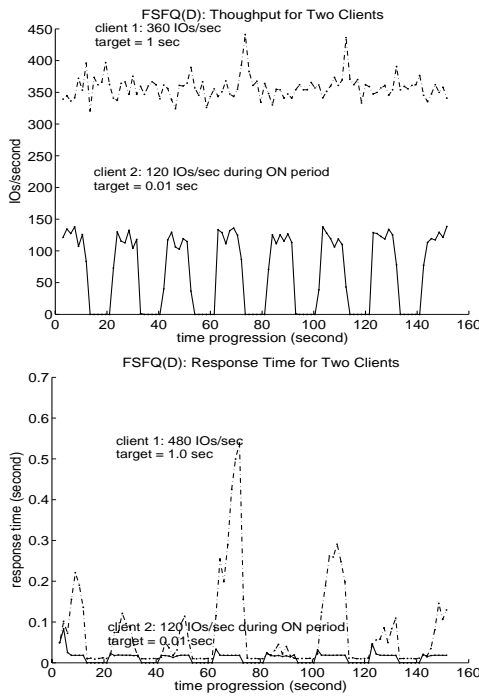 FSFQ(D): Thoughput for Two Clients
client 1: 360 IOs/sec
target = 1 sec
client 2: 120 IOs/sec during ON period
target = 0.01 sec
IOs/second
450
400
350
300
250
200
150
100
50
0
0 20 40 60 80 100 120 140 160
time progression (second)
FSFQ(D): Response Time for Two Clients
client 1: 480 IOs/sec
target = 1.0 sec
client 2: 120 IOs/sec during ON period
target = 0.01 sec
response time (second)
0.7
0.6
0.5
0.4
0.3
0.2
0.1
0
0 20 40 60 80 100 120 140 160
time progression (second)